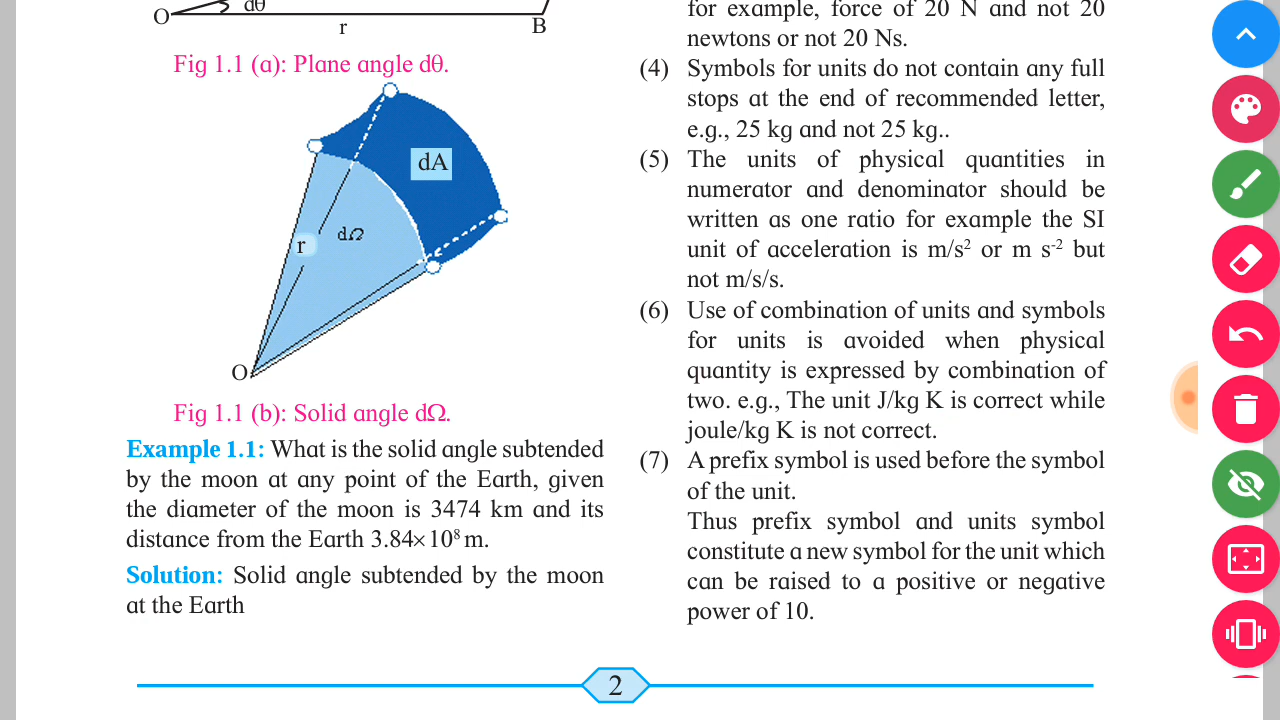 O
dθ
r
B
Fig 1.1 (a): Plane angle dθ.
dA
dΩ
r
O
Fig 1.1 (b): Solid angle dΩ.
Example 1.1: What is the solid angle subtended
by the moon at any point of the Earth, given
the diameter of the moon is 3474 km and its
distance from the Earth 3.84×10⁸ m.
Solution: Solid angle subtended by the moon
at the Earth
for example, force of 20 N and not 20
newtons or not 20 Ns.
(4) Symbols for units do not contain any full
stops at the end of recommended letter,
e.g., 25 kg and not 25 kg..
(5) The units of physical quantities in
numerator and denominator should be
written as one ratio for example the SI
unit of acceleration is m/s² or m s⁻² but
not m/s/s.
(6) Use of combination of units and symbols
for units is avoided when physical
quantity is expressed by combination of
two. e.g., The unit J/kg K is correct while
joule/kg K is not correct.
(7) A prefix symbol is used before the symbol
of the unit.
Thus prefix symbol and units symbol
constitute a new symbol for the unit which
can be raised to a positive or negative
power of 10.
2